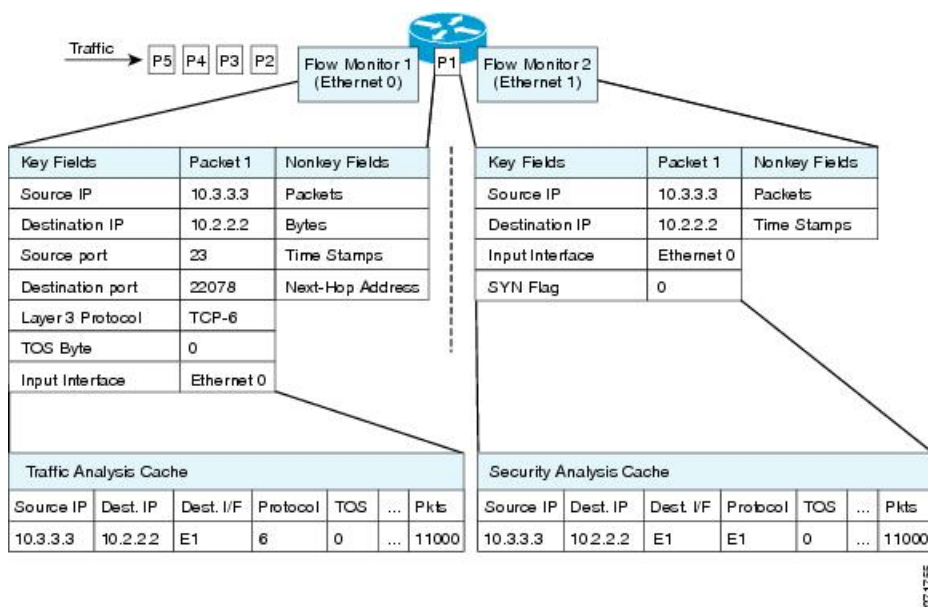 Traffic
P5 P4 P3 P2
Flow Monitor 1
(Ethernet 0)
P1
Flow Monitor 2
(Ethernet 1)
Key Fields Packet 1 Nonkey Fields
Source IP 10.3.3.3 Packets
Destination IP 10.2.2.2 Bytes
Source port 23 Time Stamps
Destination port 22078 Next-Hop Address
Layer 3 Protocol TCP-6
TOS Byte 0
Input Interface Ethernet 0
Key Fields Packet 1 Nonkey Fields
Source IP 10.3.3.3 Packets
Destination IP 10.2.2.2 Time Stamps
Input Interface Ethernet 0
SYN Flag 0
Traffic Analysis Cache
Source IP Dest. IP Dest. I/F Protocol TOS ... Pkts
10.3.3.3 10.2.2.2 E1 6 0 ... 11000
Security Analysis Cache
Source IP Dest. IP Dest. I/F Protocol TOS ... Pkts
10.3.3.3 10.2.2.2 E1 E1 0 ... 11000